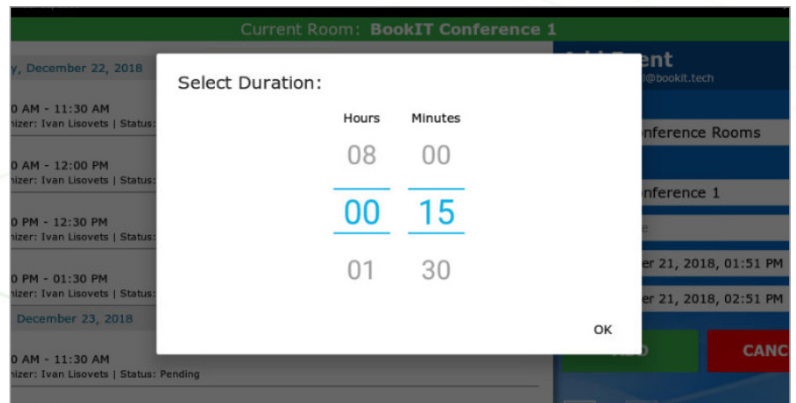 Current Room: BookIT Conference 1
y, December 22, 2018
0 AM - 11:30 AM
nizer: Ivan Lisovets | Status:
0 AM - 12:00 PM
nizer: Ivan Lisovets | Status:
0 PM - 12:30 PM
nizer: Ivan Lisovets | Status:
0 PM - 01:30 PM
nizer: Ivan Lisovets | Status:
December 23, 2018
0 AM - 11:30 AM
nizer: Ivan Lisovets | Status: Pending
Select Duration:
Hours Minutes
08 00
00 15
01 30
OK
ent
l@bookit.tech
nference Rooms
nference 1
er 21, 2018, 01:51 PM
er 21, 2018, 02:51 PM
CANC